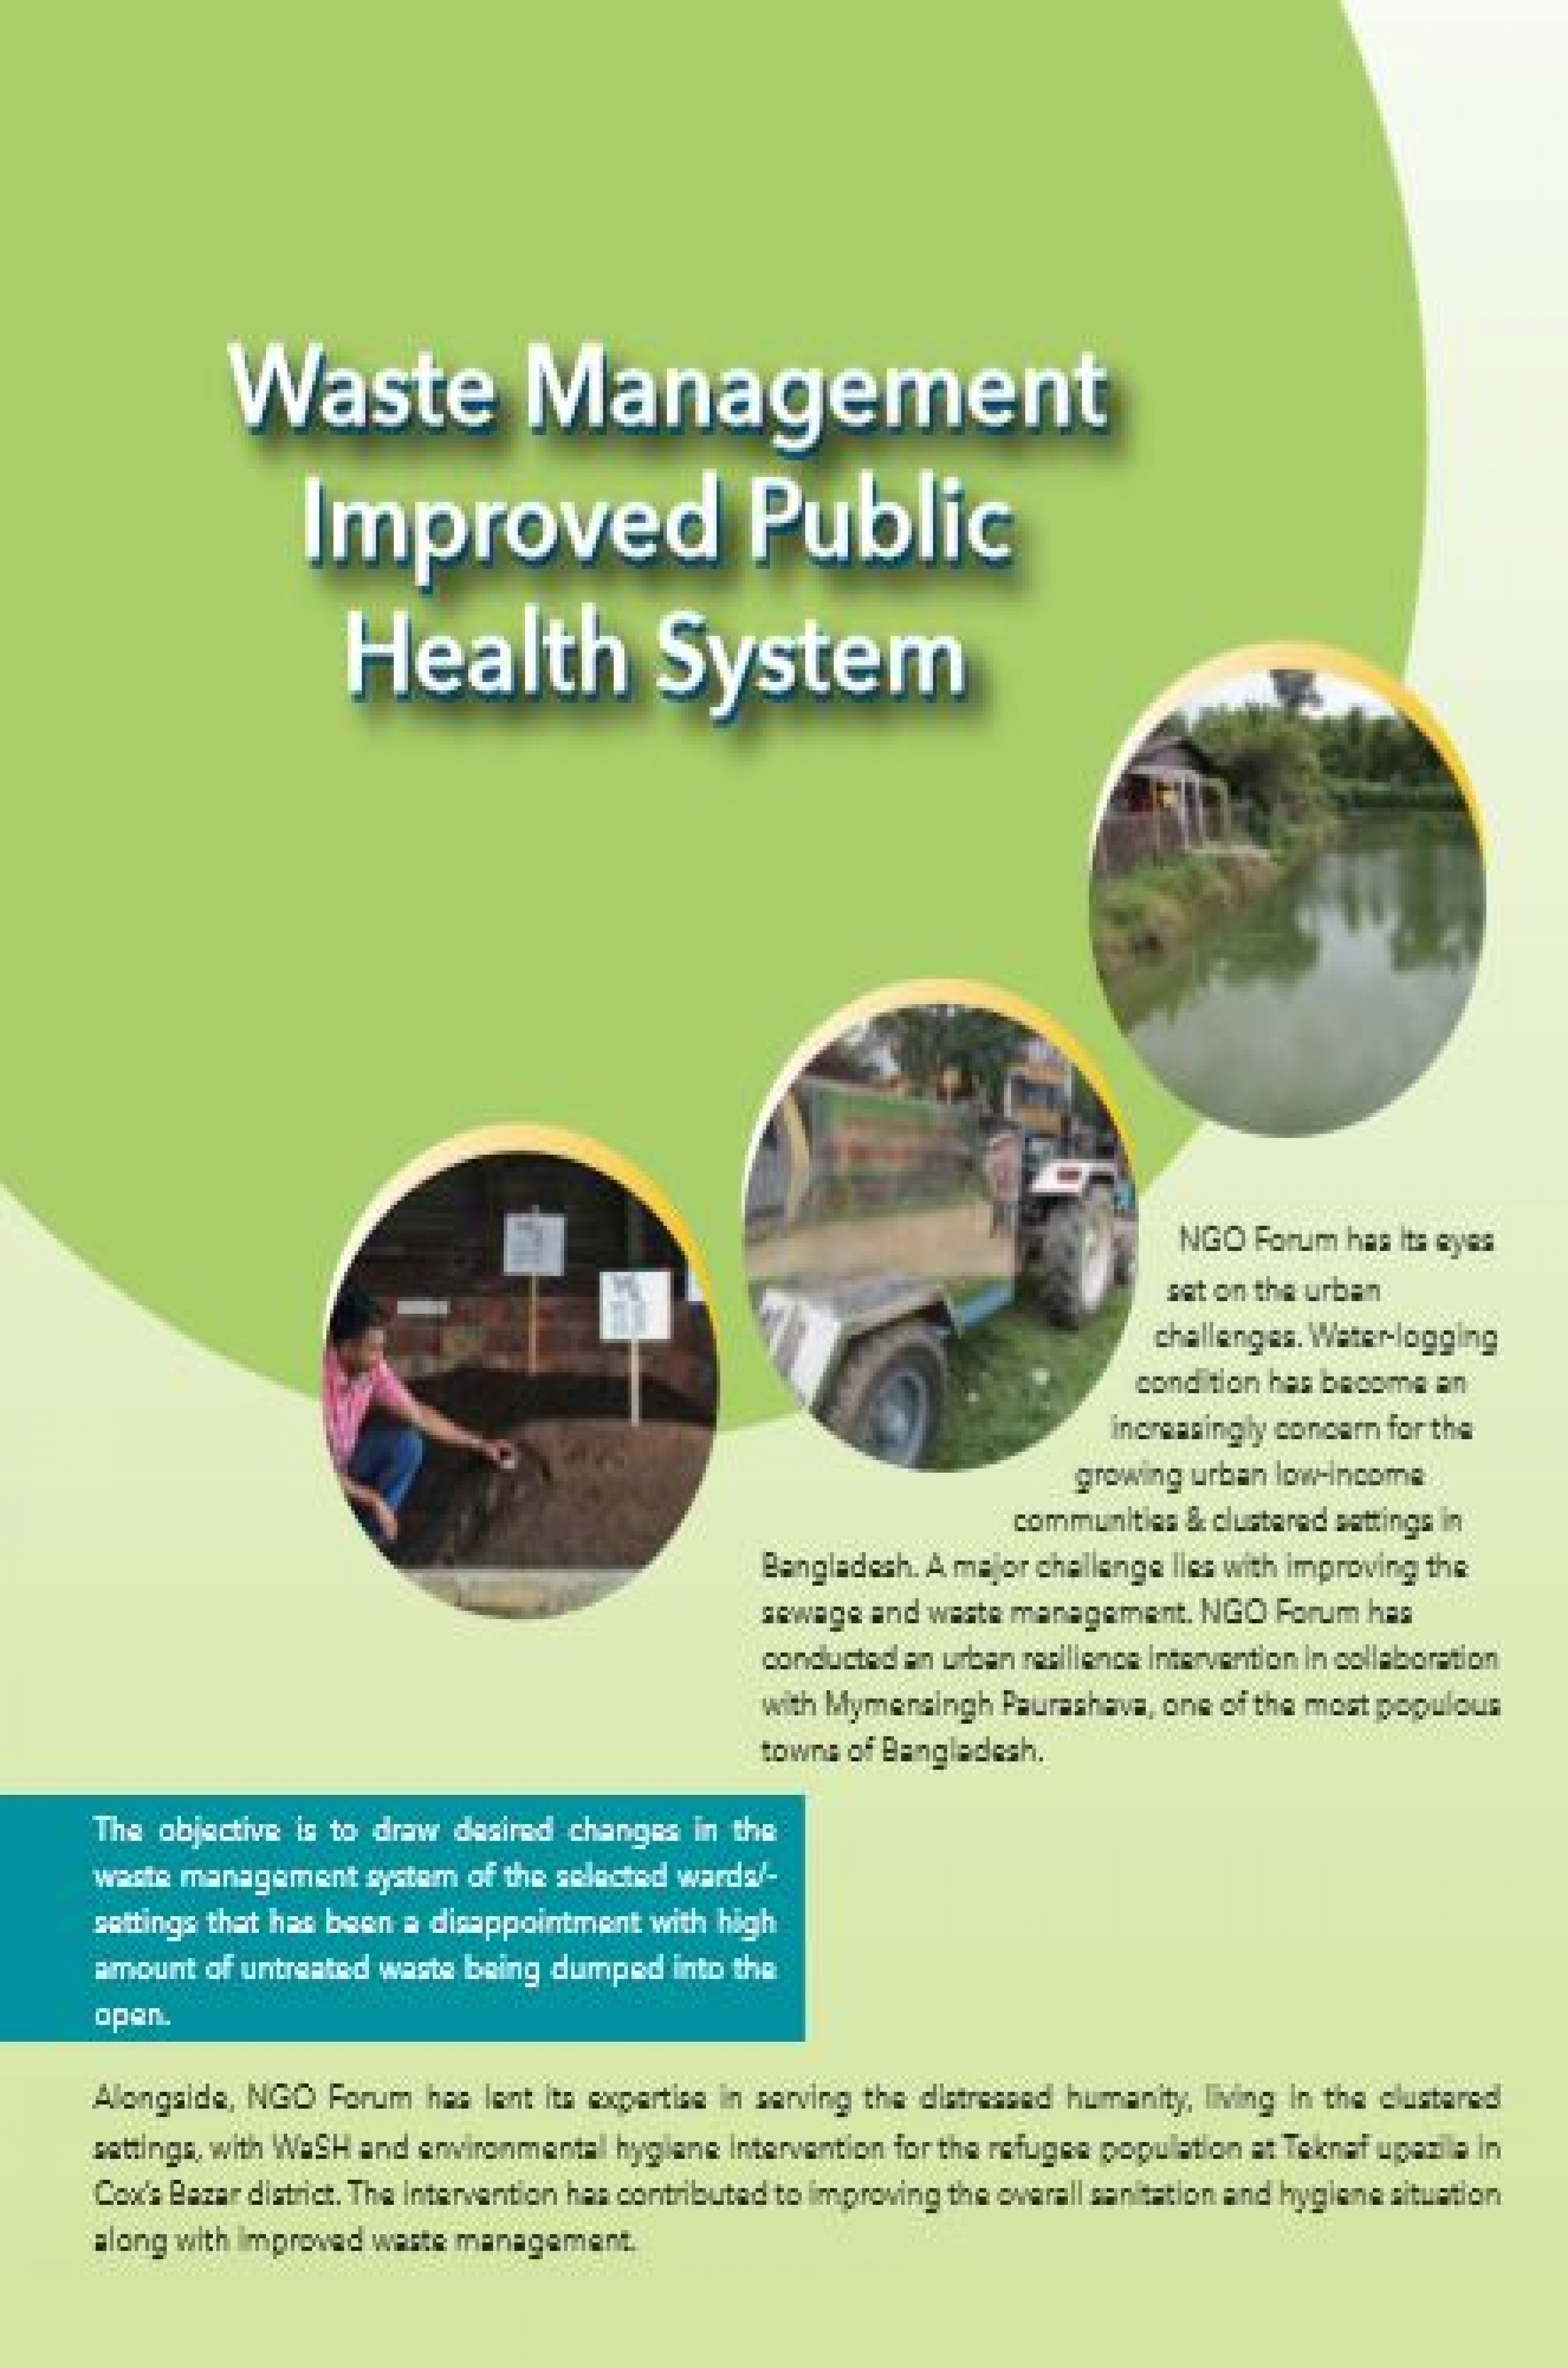 Waste Management
Improved Public
Health System
NGO Forum has its eyes
set on the urban
challenges. Water-logging
condition has become an
increasingly concern for the
growing urban low-income
communities & clustered settings in
Bangladesh. A major challenge lies with improving the
sewage and waste management. NGO Forum has
conducted an urban resilience intervention in collaboration
with Mymensingh Paurashava, one of the most populous
towns of Bangladesh.
The objective is to draw desired changes in the
waste management system of the selected wards/-
settings that has been a disappointment with high
amount of untreated waste being dumped into the
open.
Alongside, NGO Forum has lent its expertise in serving the distressed humanity, living in the clustered
settings, with WaSH and environmental hygiene intervention for the refugee population at Teknaf upazila in
Cox's Bazar district. The intervention has contributed to improving the overall sanitation and hygiene situation
along with improved waste management.